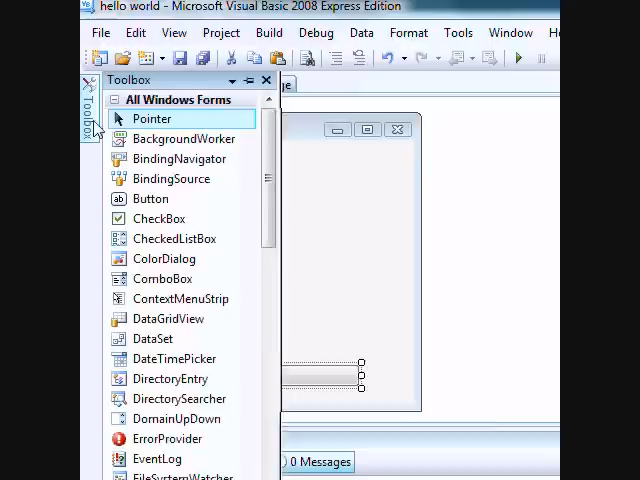 hello world - Microsoft Visual Basic 2008 Express Edition
File Edit View Project Build Debug Data Format Tools Window
Toolbox
Toolbox
All Windows Forms
Pointer
BackgroundWorker
BindingNavigator
BindingSource
Button
CheckBox
CheckedListBox
ColorDialog
ComboBox
ContextMenuStrip
DataGridView
DataSet
DateTimePicker
DirectoryEntry
DirectorySearcher
DomainUpDown
ErrorProvider
EventLog
FileSystemWatcher
0 Messages